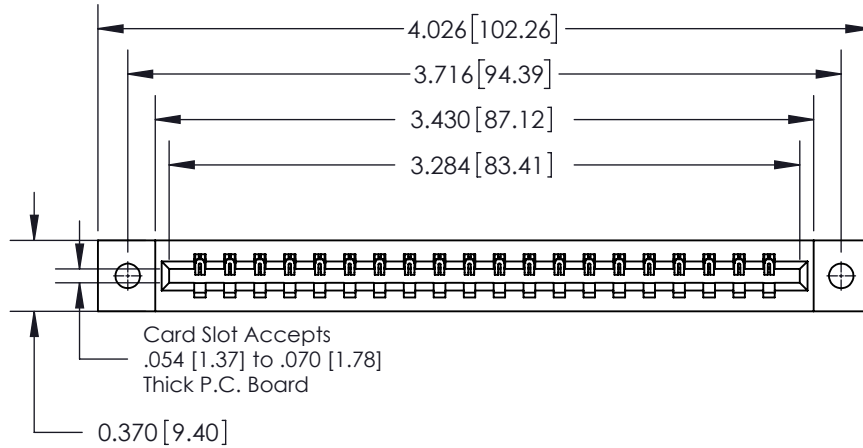 4.026[102.26]
3.716[94.39]
3.430[87.12]
3.284[83.41]
Card Slot Accepts
.054 [1.37] to .070 [1.78]
Thick P.C. Board
0.370[9.40]